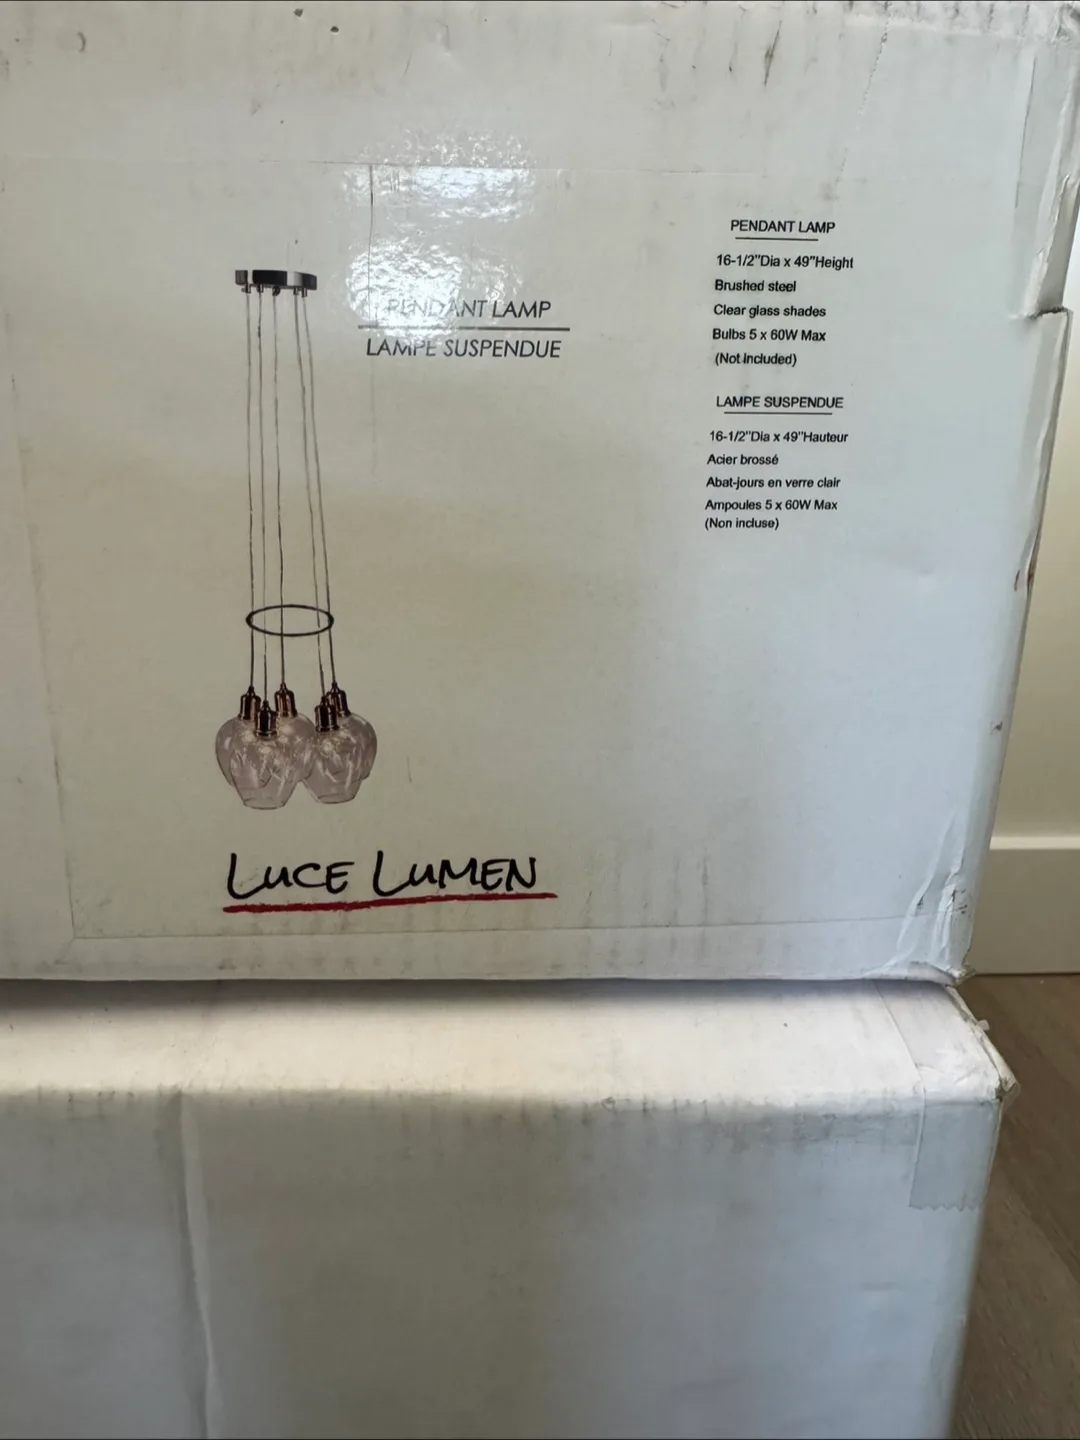 PENDANT LAMP
LAMPE SUSPENDUE
LUCE LUMEN
PENDANT LAMP
16-1/2"Dia x 49"Height
Brushed steel
Clear glass shades
Bulbs 5 x 60W Max
(Not Included)
LAMPE SUSPENDUE
16-1/2"Dia x 49"Hauteur
Acier brossé
Abat-jours en verre clair
Ampoules 5 x 60W Max
(Non incluse)